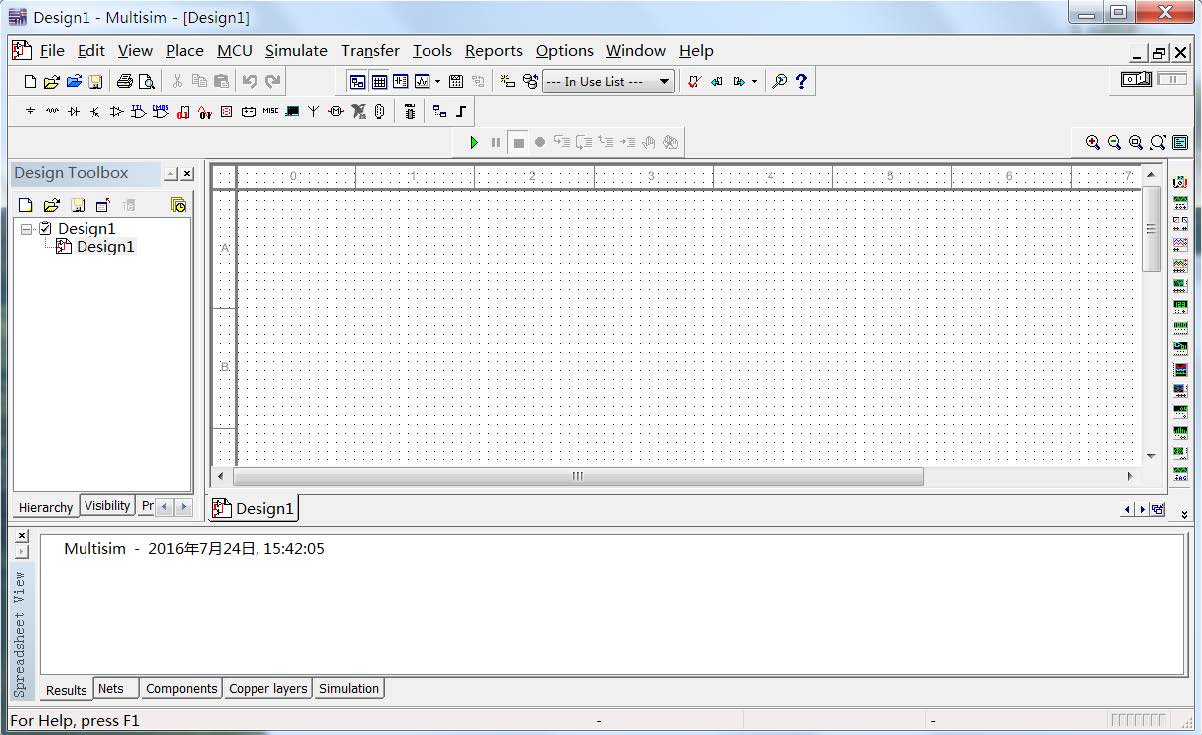 Design1 - Multisim - [Design1]
File Edit View Place MCU Simulate Transfer Tools Reports Options Window Help
--- In Use List ---
MISC
Design Toolbox
0 1 2 3 4 5 6 7
Design1
Design1
A
B
Hierarchy Visibility Pr
Design1
Multisim - 2016年7月24日, 15:42:05
Spreadsheet View
Results Nets Components Copper layers Simulation
For Help, press F1 - -